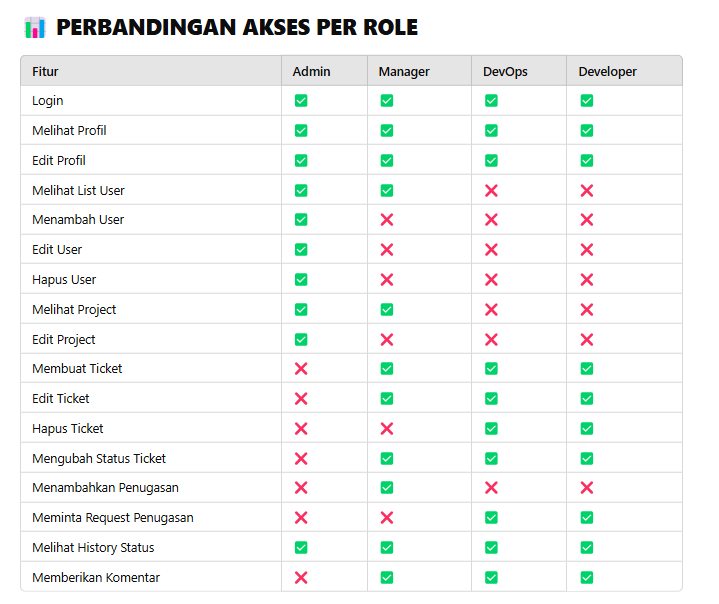 📊 PERBANDINGAN AKSES PER ROLE
Fitur Admin Manager DevOps Developer
Login ✅ ✅ ✅ ✅
Melihat Profil ✅ ✅ ✅ ✅
Edit Profil ✅ ✅ ✅ ✅
Melihat List User ✅ ✅ ❌ ❌
Menambah User ✅ ❌ ❌ ❌
Edit User ✅ ❌ ❌ ❌
Hapus User ✅ ❌ ❌ ❌
Melihat Project ✅ ✅ ❌ ❌
Edit Project ✅ ❌ ❌ ❌
Membuat Ticket ❌ ✅ ✅ ✅
Edit Ticket ❌ ✅ ✅ ✅
Hapus Ticket ❌ ❌ ✅ ✅
Mengubah Status Ticket ❌ ✅ ✅ ✅
Menambahkan Penugasan ❌ ✅ ❌ ❌
Meminta Request Penugasan ❌ ❌ ✅ ✅
Melihat History Status ✅ ✅ ✅ ✅
Memberikan Komentar ❌ ✅ ✅ ✅